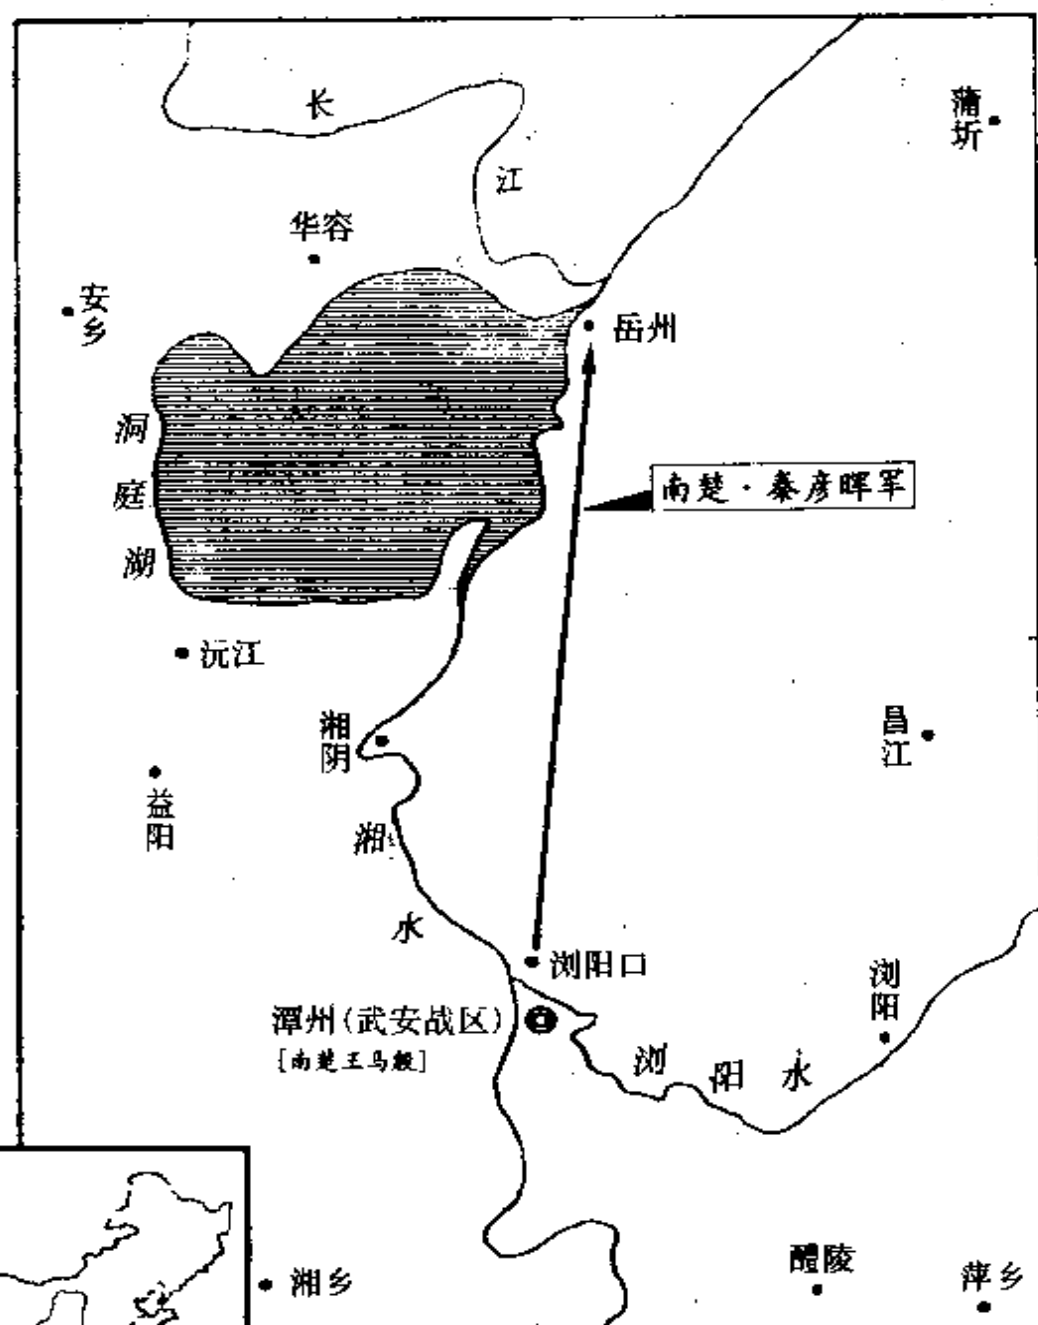 长江
蒲圻
华容
安乡
岳州
洞庭湖
南楚·秦彦晖军
沅江
湘阴
昌江
益阳
湘水
浏阳口
浏阳
潭州(武安战区)
[南楚王马殷]
浏阳水
湘乡
醴陵
萍乡